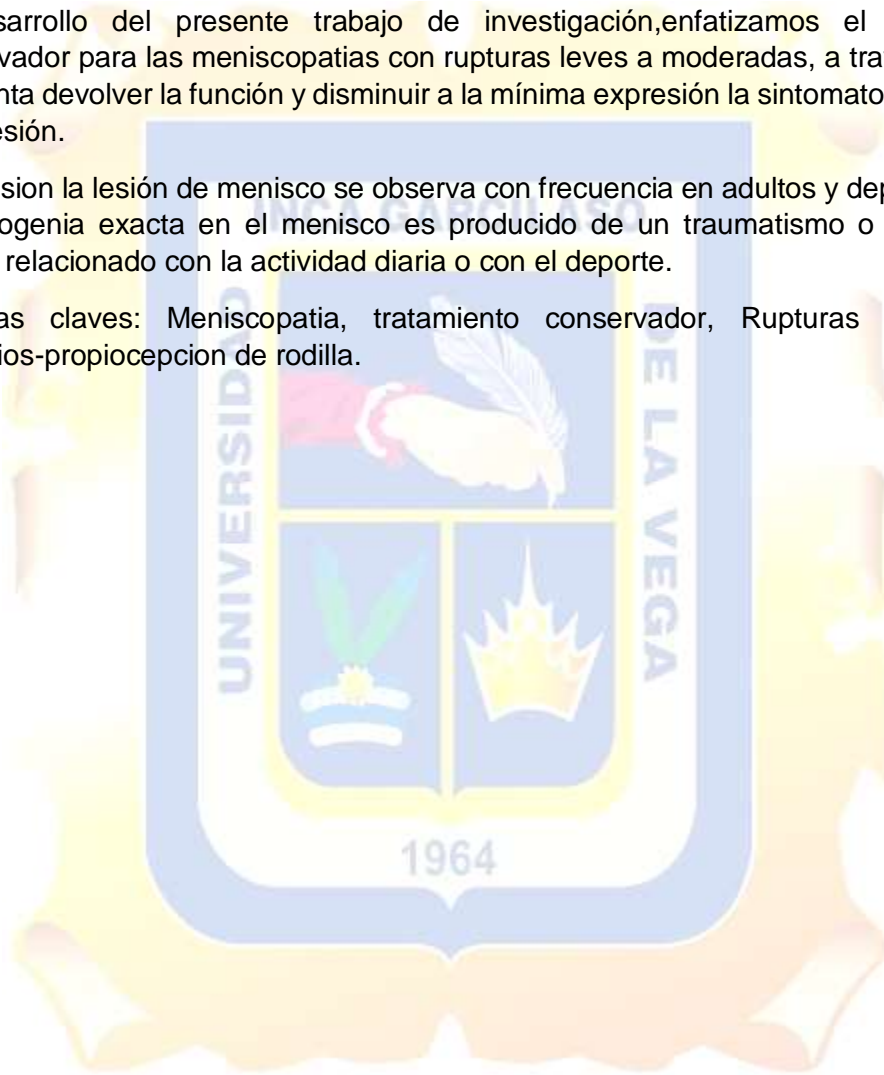 sarrollo del presente trabajo de investigación,enfatizamos el
vador para las meniscopatias con rupturas leves a moderadas, a tra
nta devolver la función y disminuir a la mínima expresión la sintomato
esión.
sion la lesión de menisco se observa con frecuencia en adultos y dep
ogenia exacta en el menisco es producido de un traumatismo o
relacionado con la actividad diaria o con el deporte.
as claves: Meniscopatia, tratamiento conservador, Rupturas
ios-propiocepcion de rodilla.
INCA GARCILASO
UNIVERSIDAD
DE LA VEGA
1964